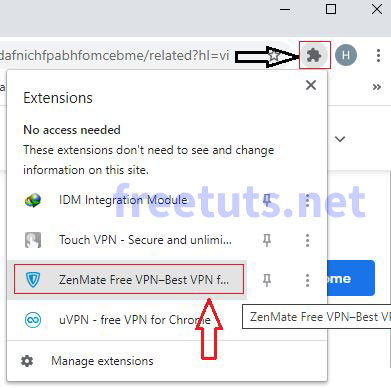 dafnichfpabhfomcebme/related?hl=vi
H
Extensions
No access needed
These extensions don't need to see and change
information on this site.
IDM Integration Module
freetuts.net
Touch VPN - Secure and unlimi...
ZenMate Free VPN–Best VPN f...
ome
uVPN - free VPN for Chrome
ZenMate Free VPN–Best VPN
Manage extensions